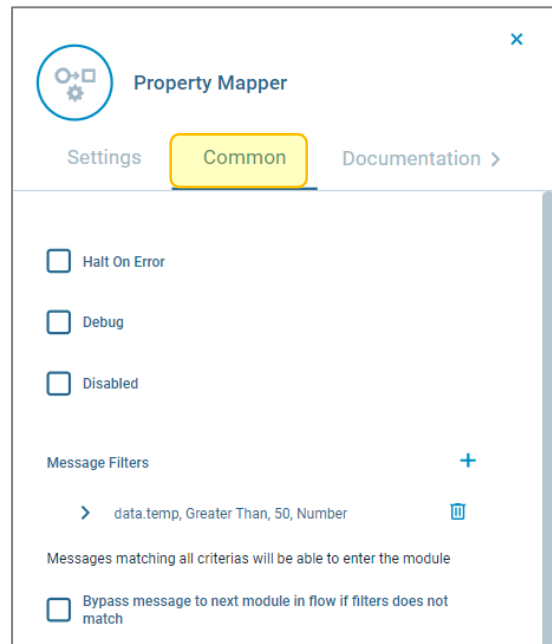 Property Mapper
Settings Common Documentation
Halt On Error
Debug
Disabled
Message Filters
data.temp, Greater Than, 50, Number
Messages matching all criterias will be able to enter the module
Bypass message to next module in flow if filters does not
match